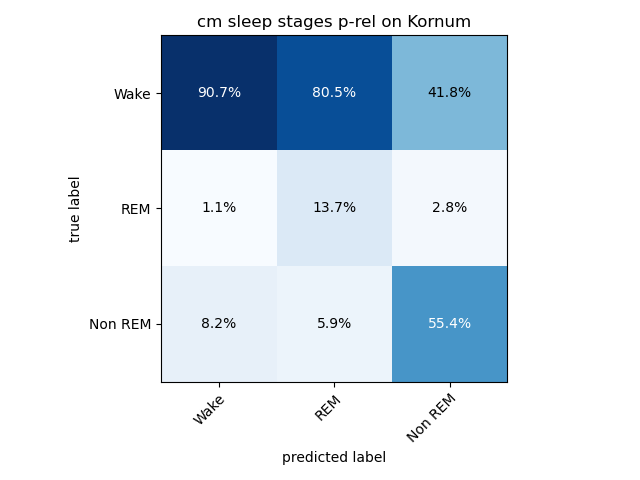 cm sleep stages p-rel on Kornum
Wake 90.7% 80.5% 41.8%
REM 1.1% 13.7% 2.8%
Non REM 8.2% 5.9% 55.4%
true label
Wake REM Non REM
predicted label